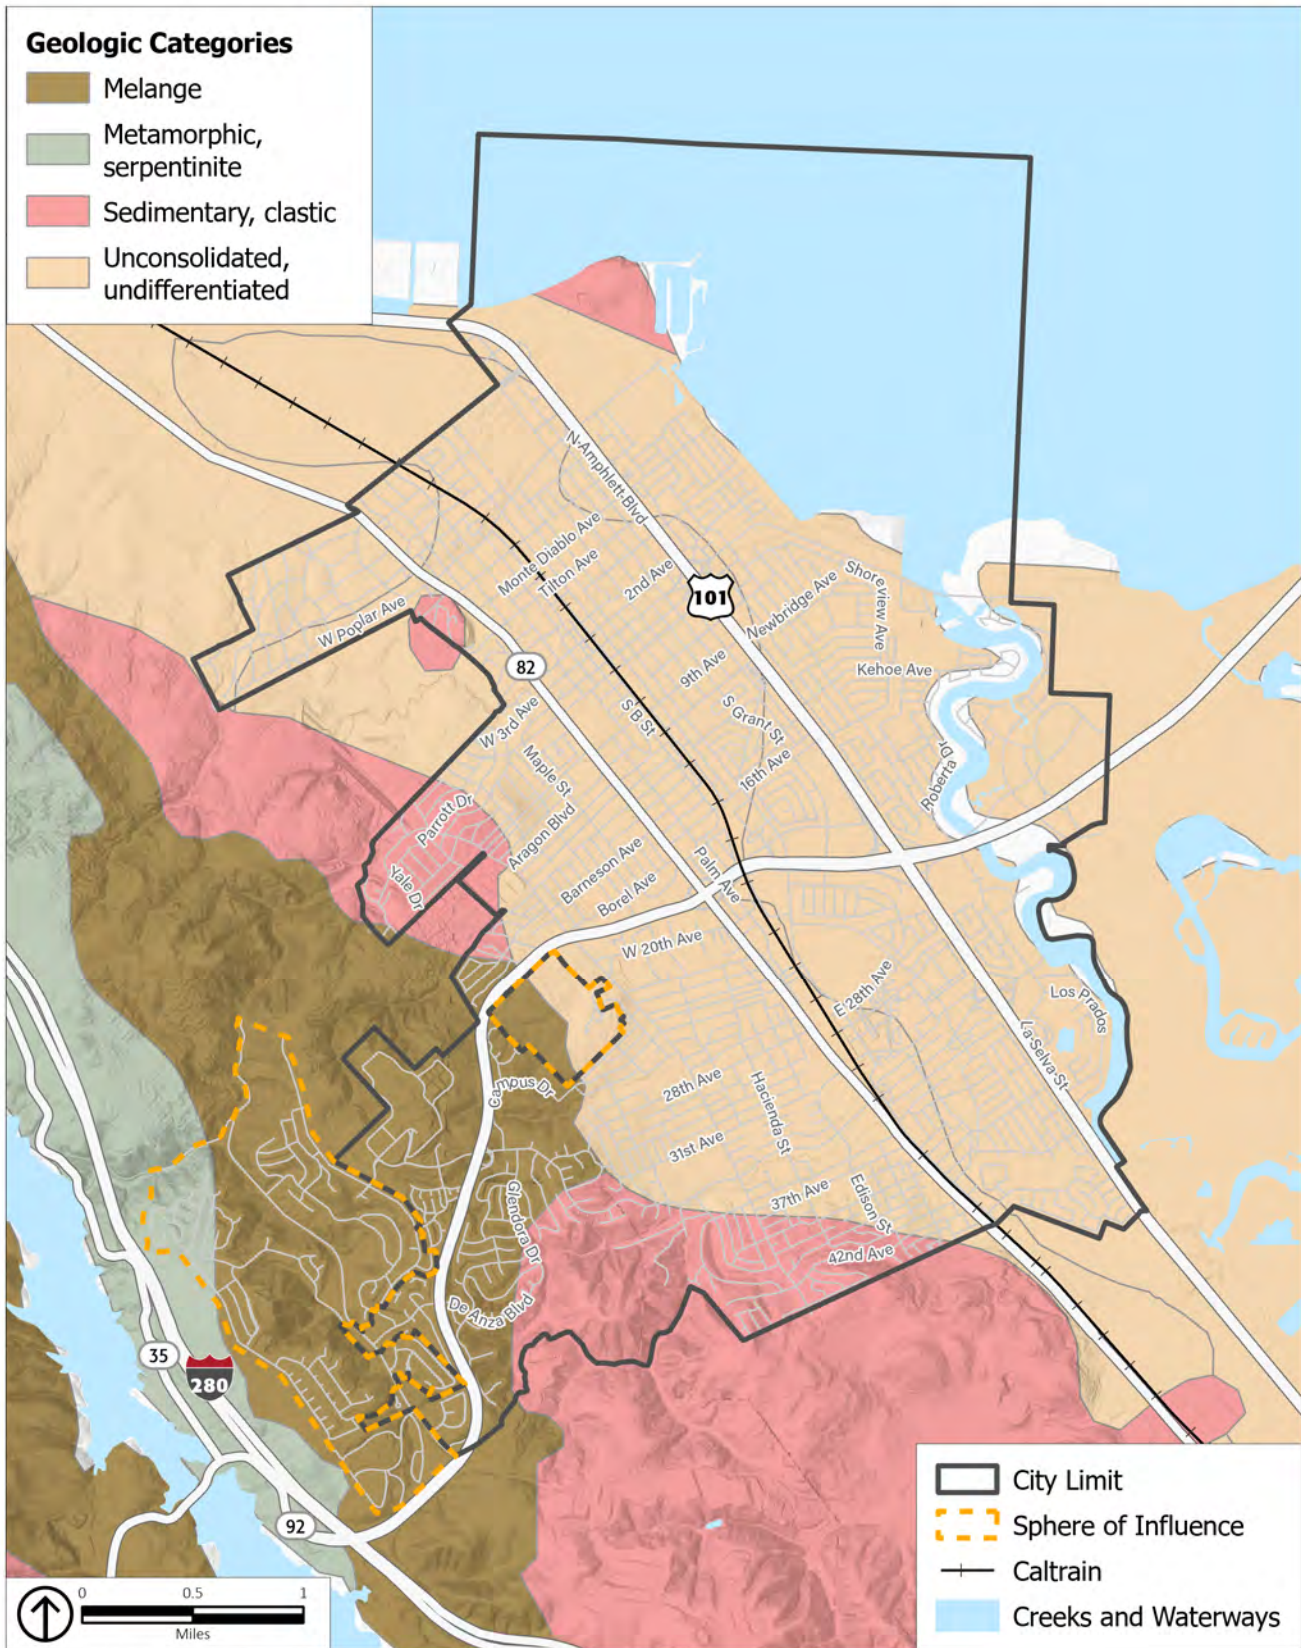 Geologic Categories
Melange
Metamorphic,
serpentinite
Sedimentary, clastic
Unconsolidated,
undifferentiated
N Amphlett Blvd
Monte Diablo Ave
Tilton Ave
2nd Ave
101
Newbridge Ave
Shoreview Ave
Kehoe Ave
W Poplar Ave
82
9th Ave
S B St
S Grant St
16th Ave
Roberta Dr
W 3rd Ave
Maple St
Parrott Dr
Aragon Blvd
Yale Dr
Barneson Ave
Borel Ave
Palm Ave
W 20th Ave
E 28th Ave
Los Prados
La Selva St
Campus Dr
28th Ave
Hacienda St
31st Ave
Glendora Dr
37th Ave
Edison St
42nd Ave
De Anza Blvd
35
280
92
City Limit
Sphere of Influence
Caltrain
Creeks and Waterways
0 0.5 1
Miles